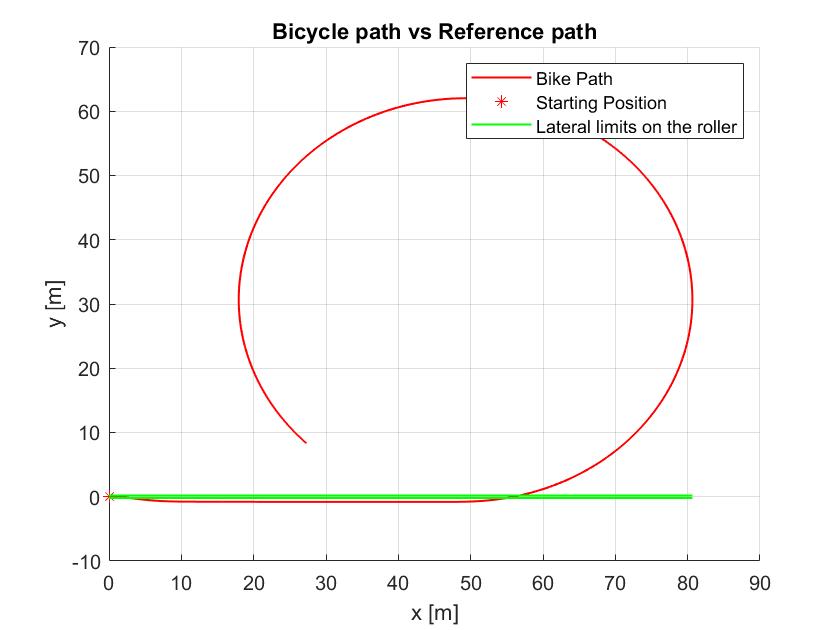 Bicycle path vs Reference path
Bike Path
Starting Position
Lateral limits on the roller
70
60
50
40
30
20
10
0
-10
y [m]
0 10 20 30 40 50 60 70 80 90
x [m]